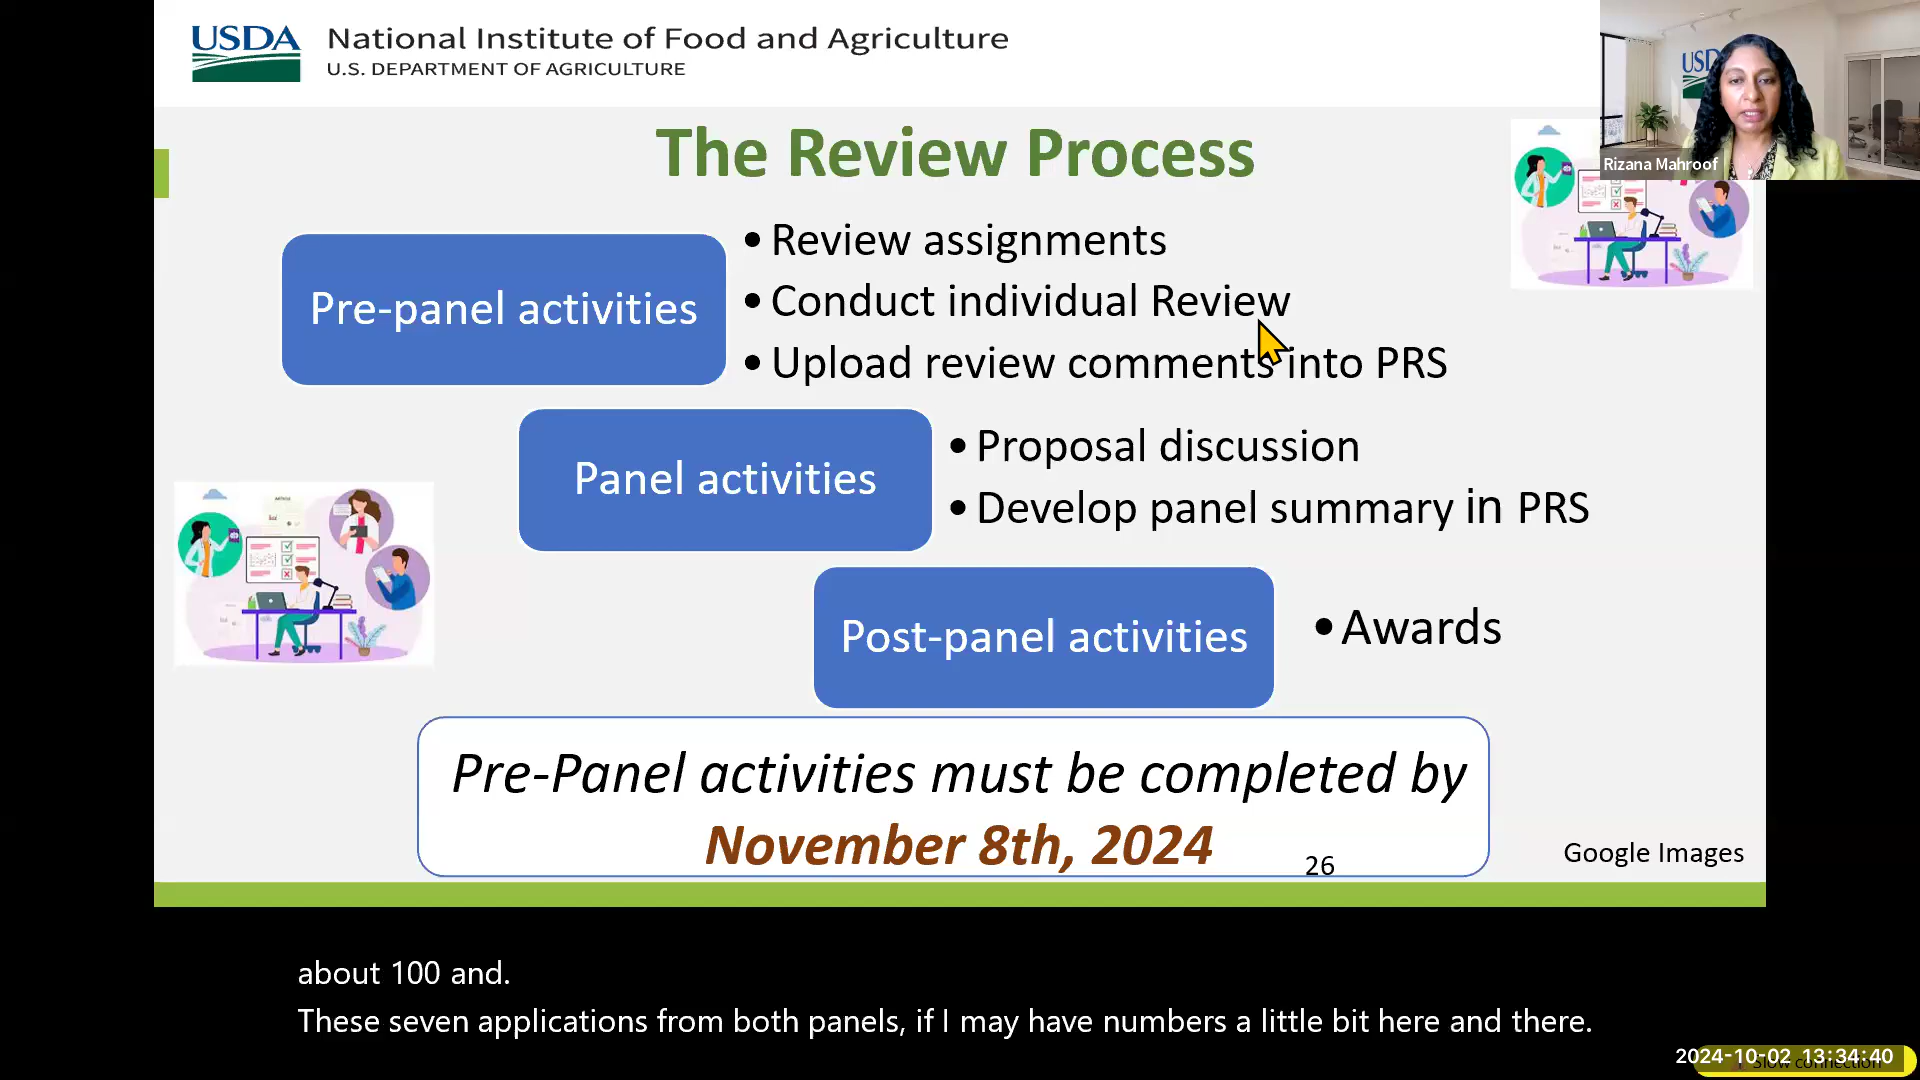 USDA
National Institute of Food and Agriculture
U.S. DEPARTMENT OF AGRICULTURE
USD
Rizana Mahroof
The Review Process
Pre-panel activities
• Review assignments
• Conduct individual Review
• Upload review comments into PRS
Panel activities
• Proposal discussion
• Develop panel summary in PRS
Post-panel activities
• Awards
Pre-Panel activities must be completed by
November 8th, 2024
26
Google Images
about 100 and.
These seven applications from both panels, if I may have numbers a little bit here and there.
2024-10-02 13:34:40
Slow connection